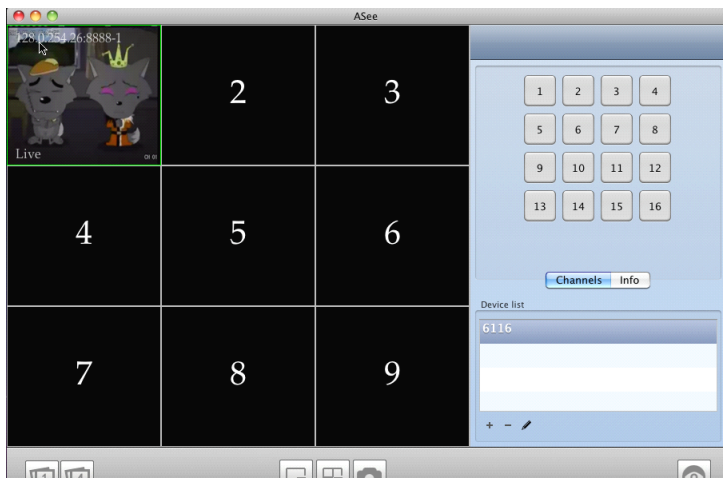 ASee
128.0.254.26:8888-1
Live
2
3
4
5
6
7
8
9
1 2 3 4
5 6 7 8
9 10 11 12
13 14 15 16
Channels Info
Device list
6116
+ -